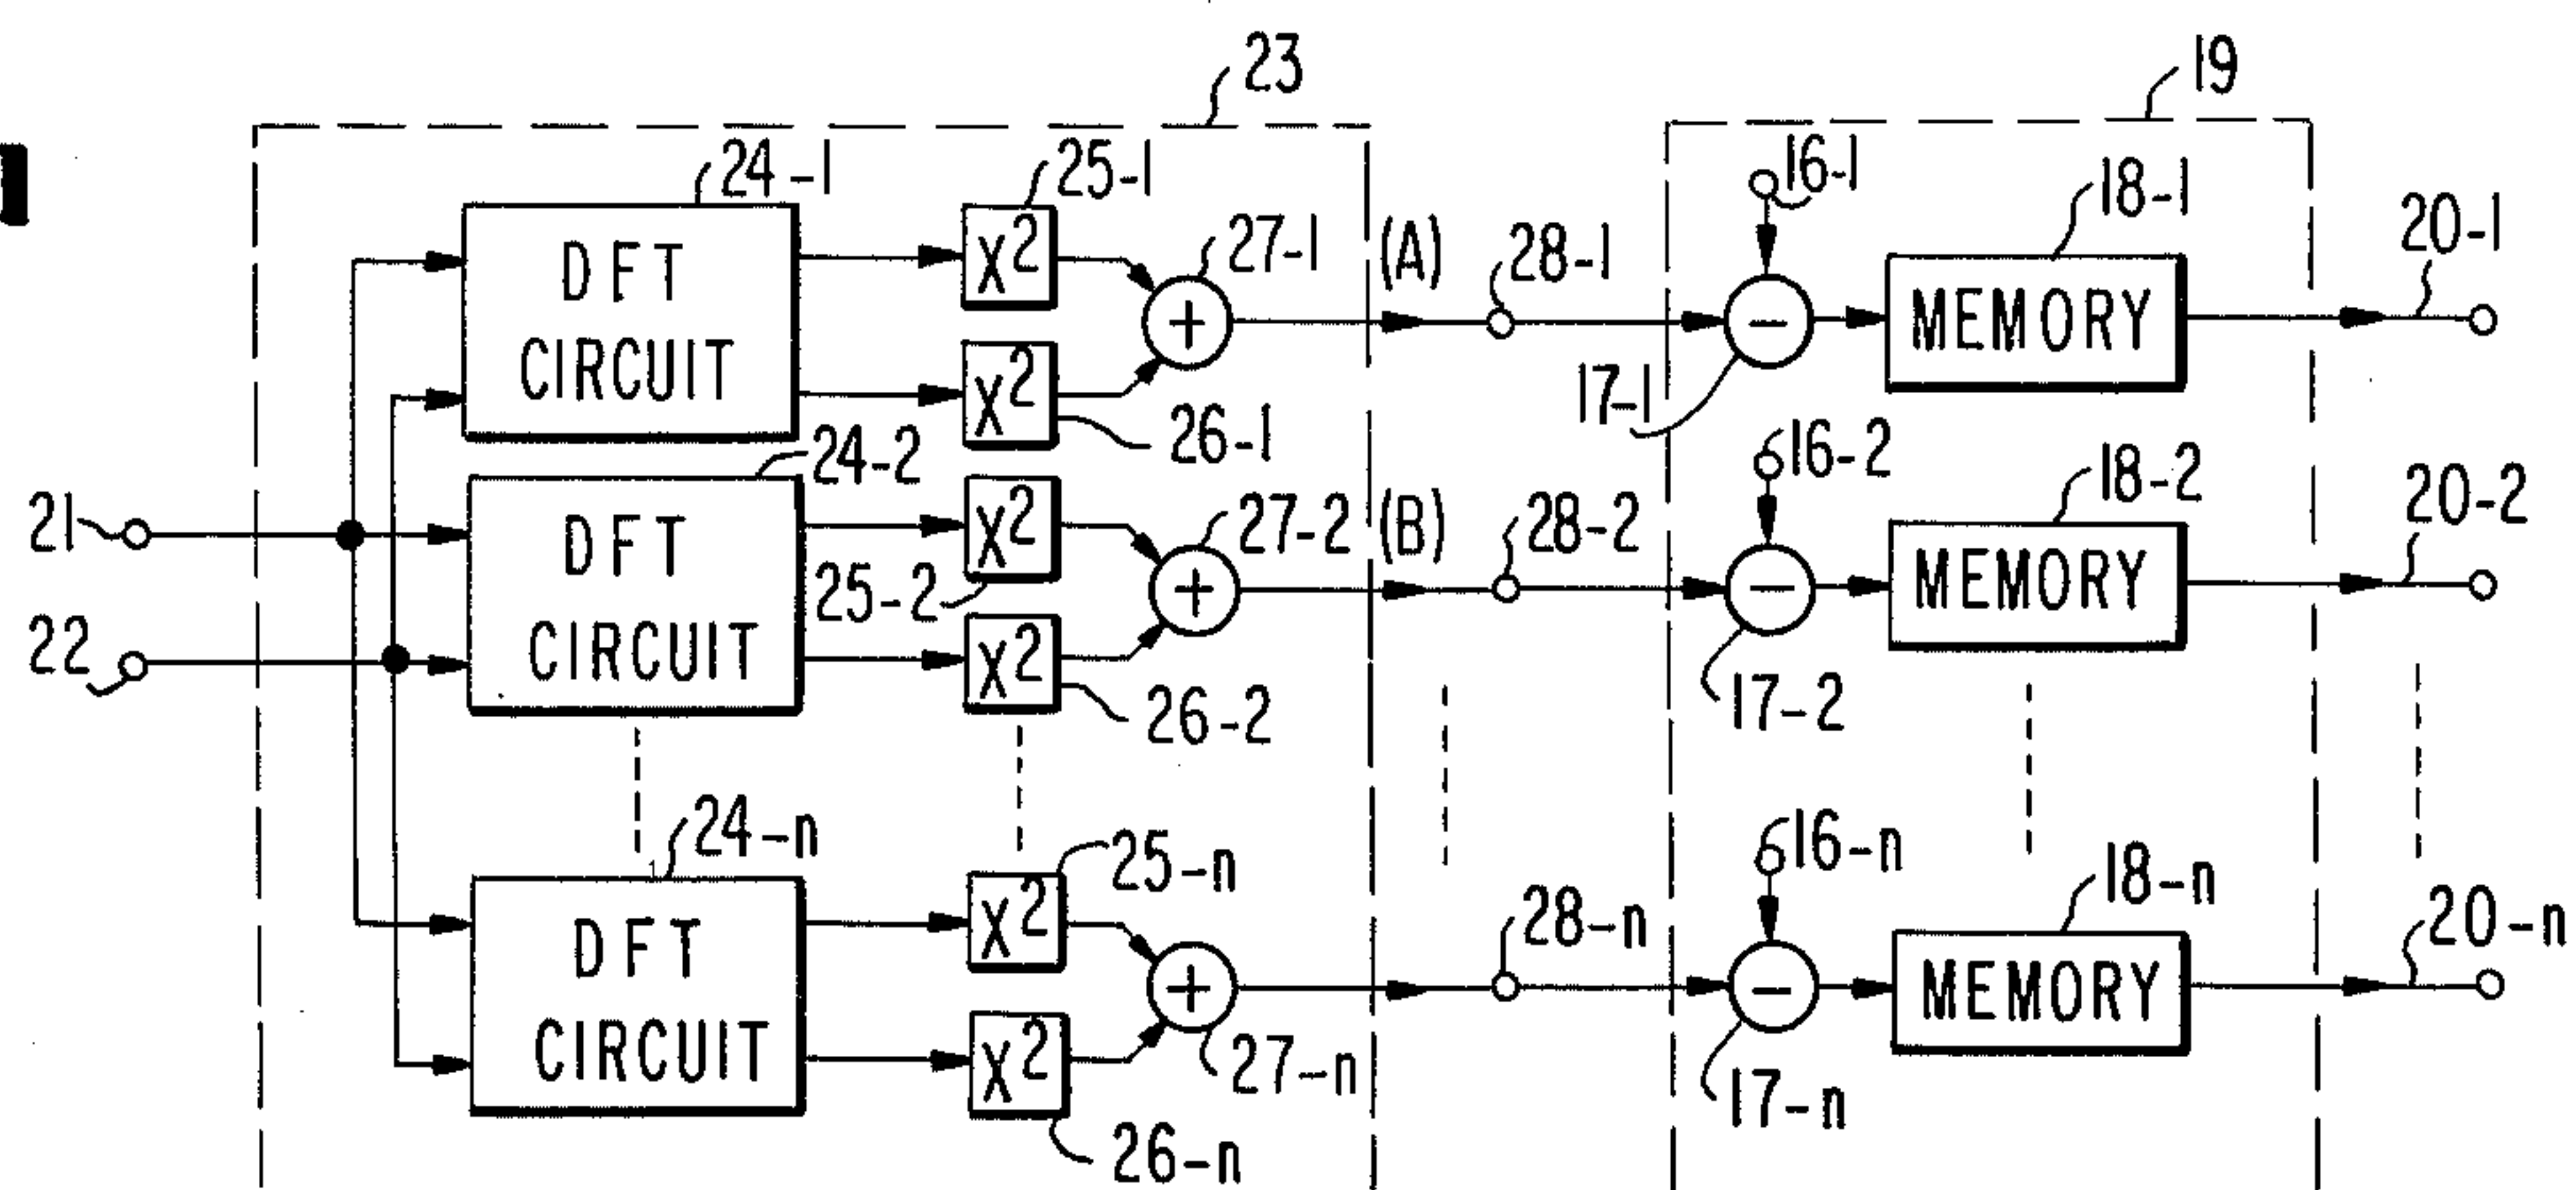 23
19
24-1
25-1
16-1
18-1
20-1
DFT
CIRCUIT
X²
27-1
(A)
28-1
−
MEMORY
+
X²
17-1
26-1
24-2
16-2
18-2
20-2
21
DFT
CIRCUIT
X²
25-2
27-2
(B)
28-2
−
MEMORY
+
22
X²
26-2
17-2
24-n
25-n
16-n
18-n
20-n
DFT
CIRCUIT
X²
28-n
−
MEMORY
+
X²
27-n
17-n
26-n